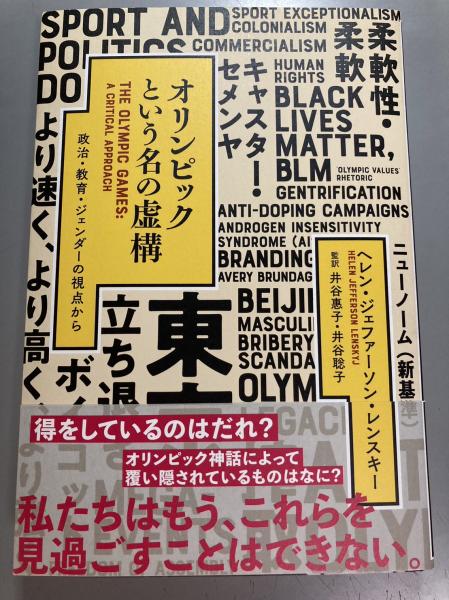 SPORT AND
POLITICS
DO
SPORT EXCEPTIONALISM
COLONIALISM
COMMERCIALISM
HUMAN
RIGHTS
BLACK
LIVES
MATTER,
BLM
"OLYMPIC VALUES"
RHETORIC
GENTRIFICATION
ANTI-DOPING CAMPAIGNS
ANDROGEN INSENSITIVITY
SYNDROME (AI
BRANDING
AVERY BRUNDAG
BEIJI
MASCULI
BRIBERY
SCANDA
OLYM
柔軟性・
柔軟
キャスター・
セメンヤ
ニューノーム(新基準)
より速く、より高く、
立ち退
ボイコッ
東
オリンピック
という名の虚構
THE OLYMPIC GAMES:
A CRITICAL APPROACH
政治・教育・ジェンダーの視点から
ヘレン・ジェファーソン・レンスキー
HELEN JEFFERSON LENSKYJ
監訳 井谷惠子・井谷聡子
得をしているのはだれ?
オリンピック神話によって
覆い隠されているものはなに?
私たちはもう、これらを
見過ごすことはできない。